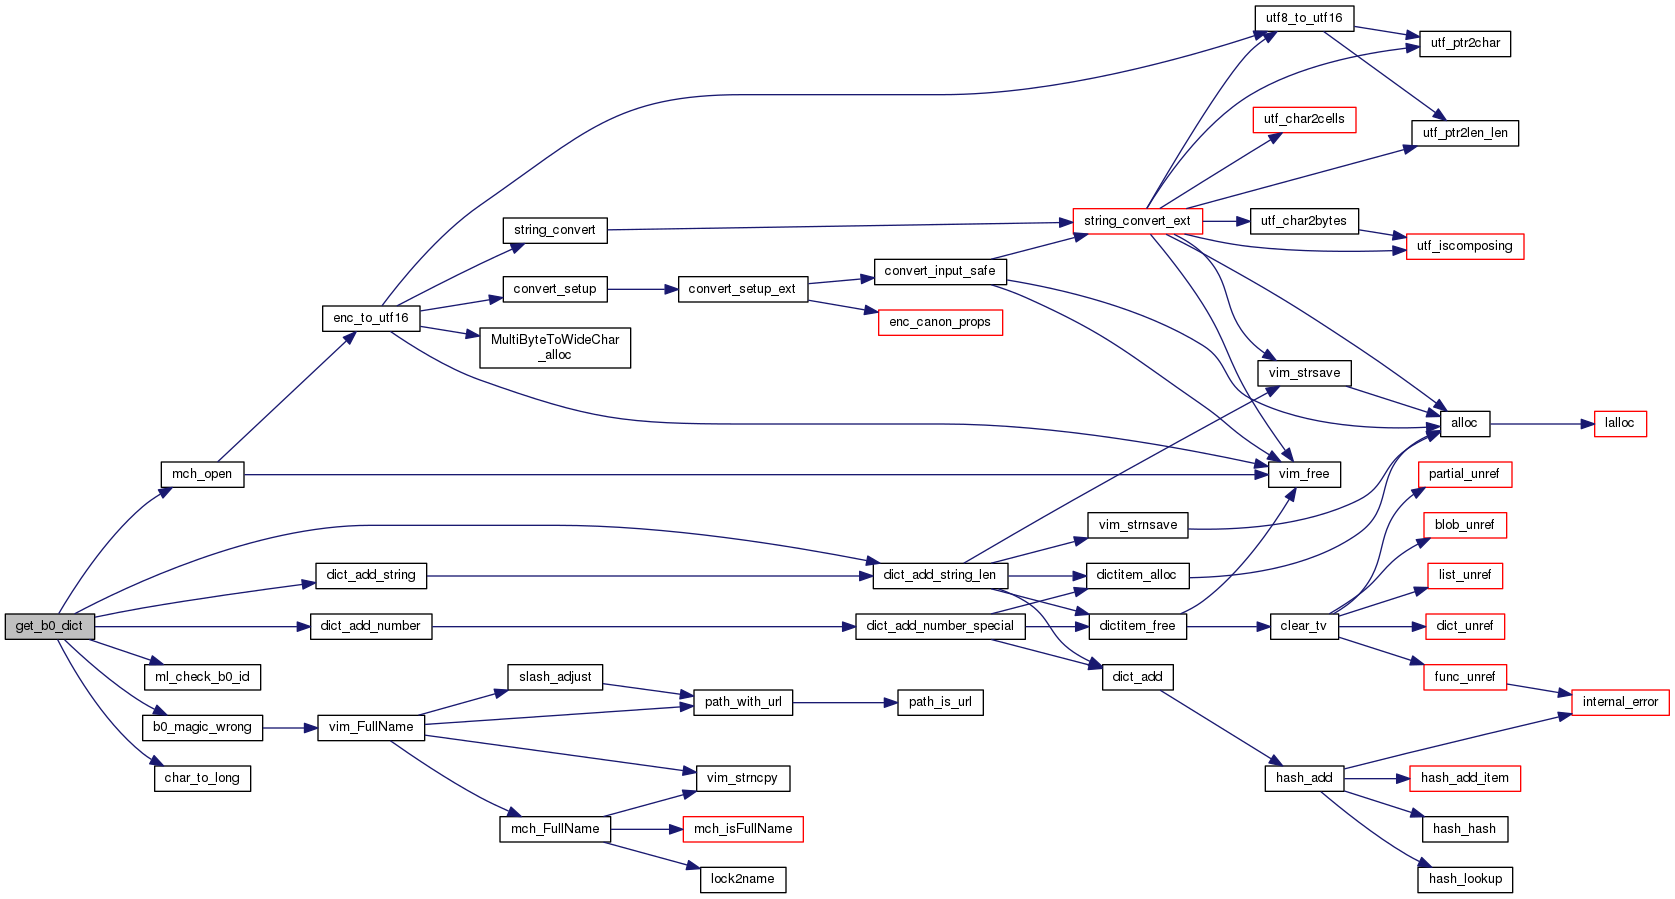 utf8_to_utf16
utf_ptr2char
utf_char2cells
utf_ptr2len_len
string_convert
string_convert_ext
utf_char2bytes
utf_iscomposing
convert_input_safe
convert_setup
convert_setup_ext
enc_to_utf16
enc_canon_props
MultiByteToWideChar
_alloc
vim_strsave
alloc
lalloc
mch_open
vim_free
partial_unref
vim_strnsave
blob_unref
dict_add_string
dict_add_string_len
dictitem_alloc
list_unref
get_b0_dict
dict_add_number
dict_add_number_special
dictitem_free
clear_tv
dict_unref
ml_check_b0_id
slash_adjust
dict_add
func_unref
path_with_url
path_is_url
internal_error
b0_magic_wrong
vim_FullName
char_to_long
vim_strncpy
hash_add
hash_add_item
mch_FullName
mch_isFullName
hash_hash
lock2name
hash_lookup